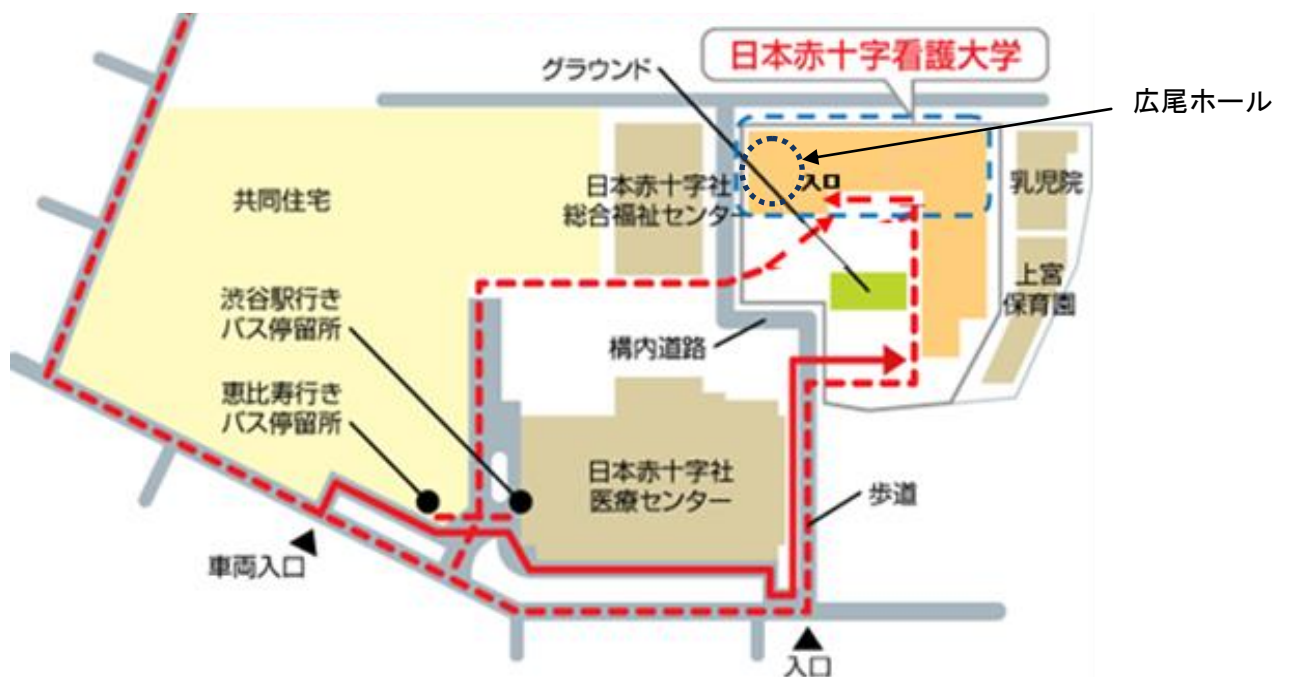 日本赤十字看護大学
グラウンド
広尾ホール
入口
乳児院
日本赤十字社
総合福祉センター
共同住宅
上宮
保育園
渋谷駅行き
バス停留所
構内道路
恵比寿行き
バス停留所
日本赤十字社
医療センター
歩道
車両入口
入口